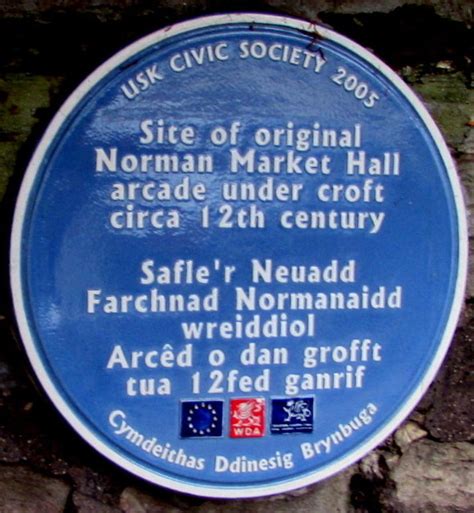 USK CIVIC SOCIETY 2005
Site of original
Norman Market Hall
arcade under croft
circa 12th century
Safle'r Neuadd
Farchnad Normanaidd
wreiddiol
Arcêd o dan grofft
tua 12fed ganrif
WDA
Cymdeithas Ddinesig Brynbuga